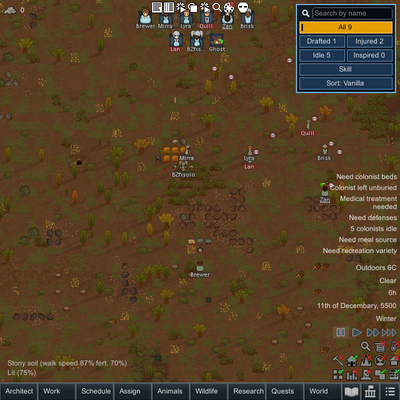 0
Brewer Mirra Lyra Quill Zan Brisk
Lan Ghost
Search by name
All 9
Drafted 1 Injured 2
Idle 5 Inspired 0
Skill
Sort: Vanilla
Quill
Mirra
Lyra
Lan
Brisk
Zan
Brewer
Need colonist beds
Colonist left unburied
Medical treatment
needed
Need defenses
5 colonists idle
Need meal source
Need recreation variety
Outdoors 6C
Clear
6h
11th of Decembary, 5500
Winter
Stony soil (walk speed 87% fert. 70%)
Lit (75%)
Architect Work Schedule Assign Animals Wildlife Research Quests World